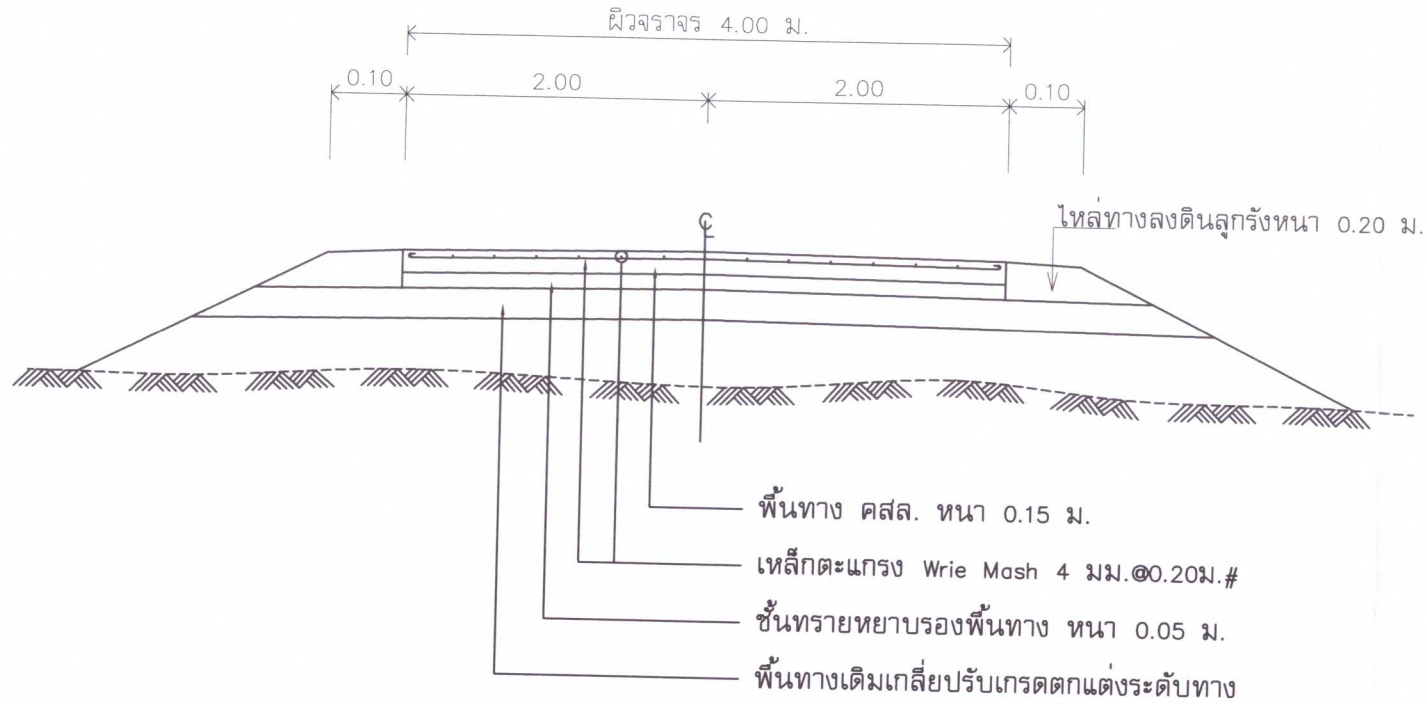 ผิวจราจร 4.00 ม.
0.10 2.00 2.00 0.10
℄
ไหล่ทางลงดินลูกรังหนา 0.20 ม.
พื้นทาง คสล. หนา 0.15 ม.
เหล็กตะแกรง Wrie Mash 4 มม.@0.20ม.#
ชั้นทรายหยาบรองพื้นทาง หนา 0.05 ม.
พื้นทางเดิมเกลี่ยปรับเกรดตกแต่งระดับทาง